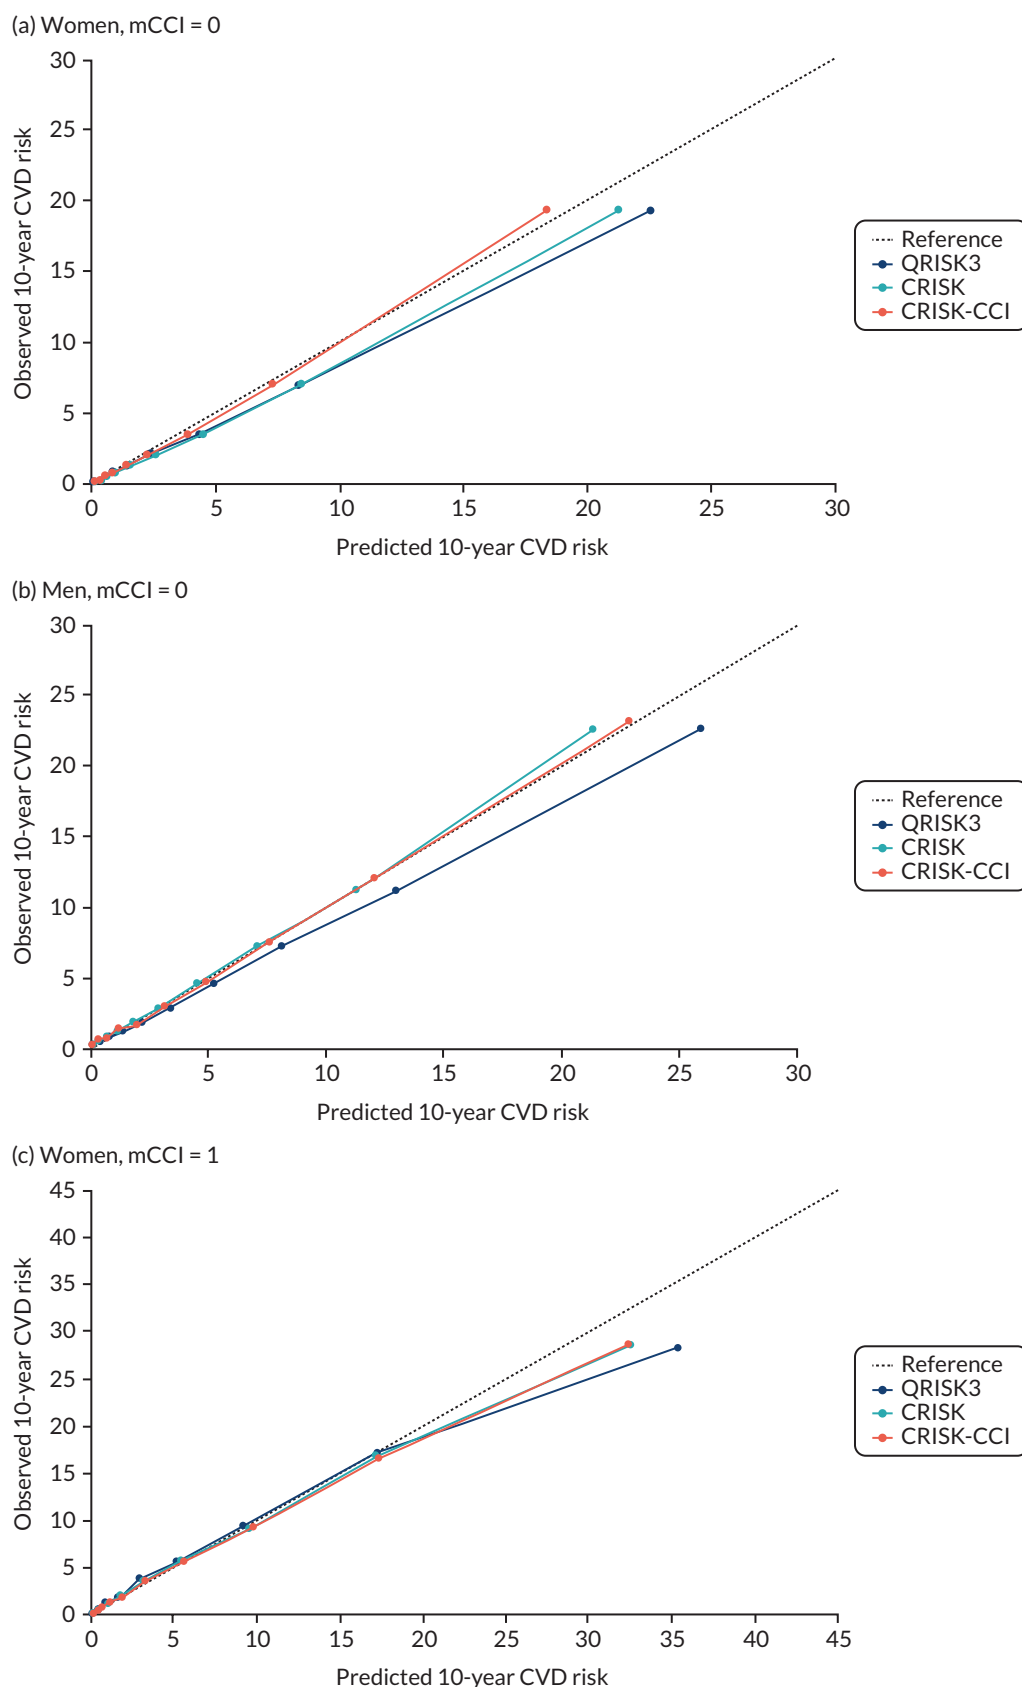 (a) Women, mCCI = 0
30
25
20
15
10
5
0
Observed 10-year CVD risk
0 5 10 15 20 25 30
Predicted 10-year CVD risk
Reference
QRISK3
CRISK
CRISK-CCI
(b) Men, mCCI = 0
30
25
20
15
10
5
0
Observed 10-year CVD risk
0 5 10 15 20 25 30
Predicted 10-year CVD risk
Reference
QRISK3
CRISK
CRISK-CCI
(c) Women, mCCI = 1
45
40
35
30
25
20
15
10
5
0
Observed 10-year CVD risk
0 5 10 15 20 25 30 35 40 45
Predicted 10-year CVD risk
Reference
QRISK3
CRISK
CRISK-CCI